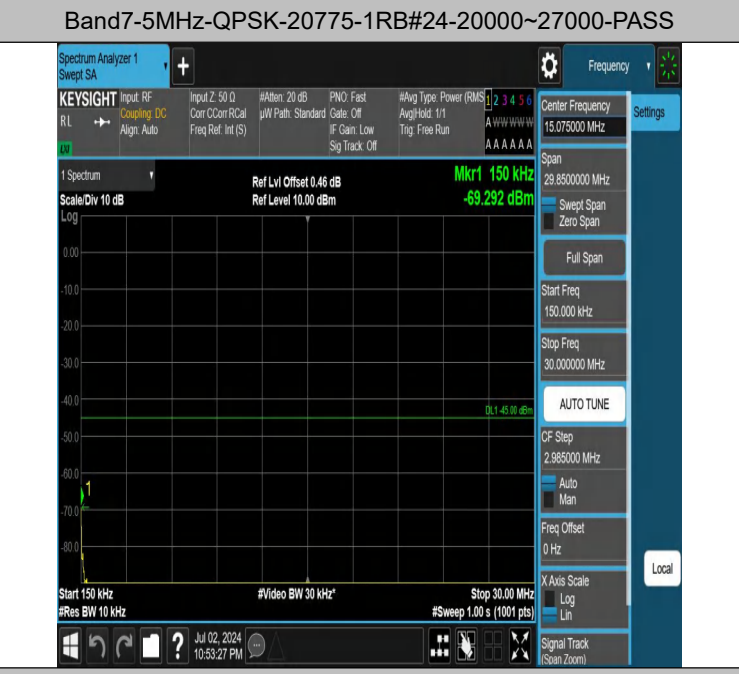 Band7-5MHz-QPSK-20775-1RB#24-20000~27000-PASS
Spectrum Analyzer 1
Swept SA
Frequency
KEYSIGHT
RL
LXI
Input: RF
Coupling: DC
Align: Auto
Input Z: 50 Ω
Corr CCorr RCal
Freq Ref: Int (S)
#Atten: 20 dB
µW Path: Standard
PNO: Fast
Gate: Off
IF Gain: Low
Sig Track: Off
#Avg Type: Power (RMS
Avg|Hold: 1/1
Trig: Free Run
1 2 3 4 5 6
A W W W W W
A A A A A A
Center Frequency
15.075000 MHz
Settings
1 Spectrum
Scale/Div 10 dB
Ref Lvl Offset 0.46 dB
Ref Level 10.00 dBm
Mkr1 150 kHz
-69.292 dBm
Log
0.00
-10.0
-20.0
-30.0
-40.0
-50.0
-60.0
-70.0
-80.0
DL1 -45.00 dBm
1
Start 150 kHz
#Res BW 10 kHz
#Video BW 30 kHz*
Stop 30.00 MHz
#Sweep 1.00 s (1001 pts)
Span
29.8500000 MHz
Swept Span
Zero Span
Full Span
Start Freq
150.000 kHz
Stop Freq
30.000000 MHz
AUTO TUNE
CF Step
2.985000 MHz
Auto
Man
Freq Offset
0 Hz
X Axis Scale
Log
Lin
Signal Track
(Span Zoom)
Local
?
Jul 02, 2024
10:53:27 PM